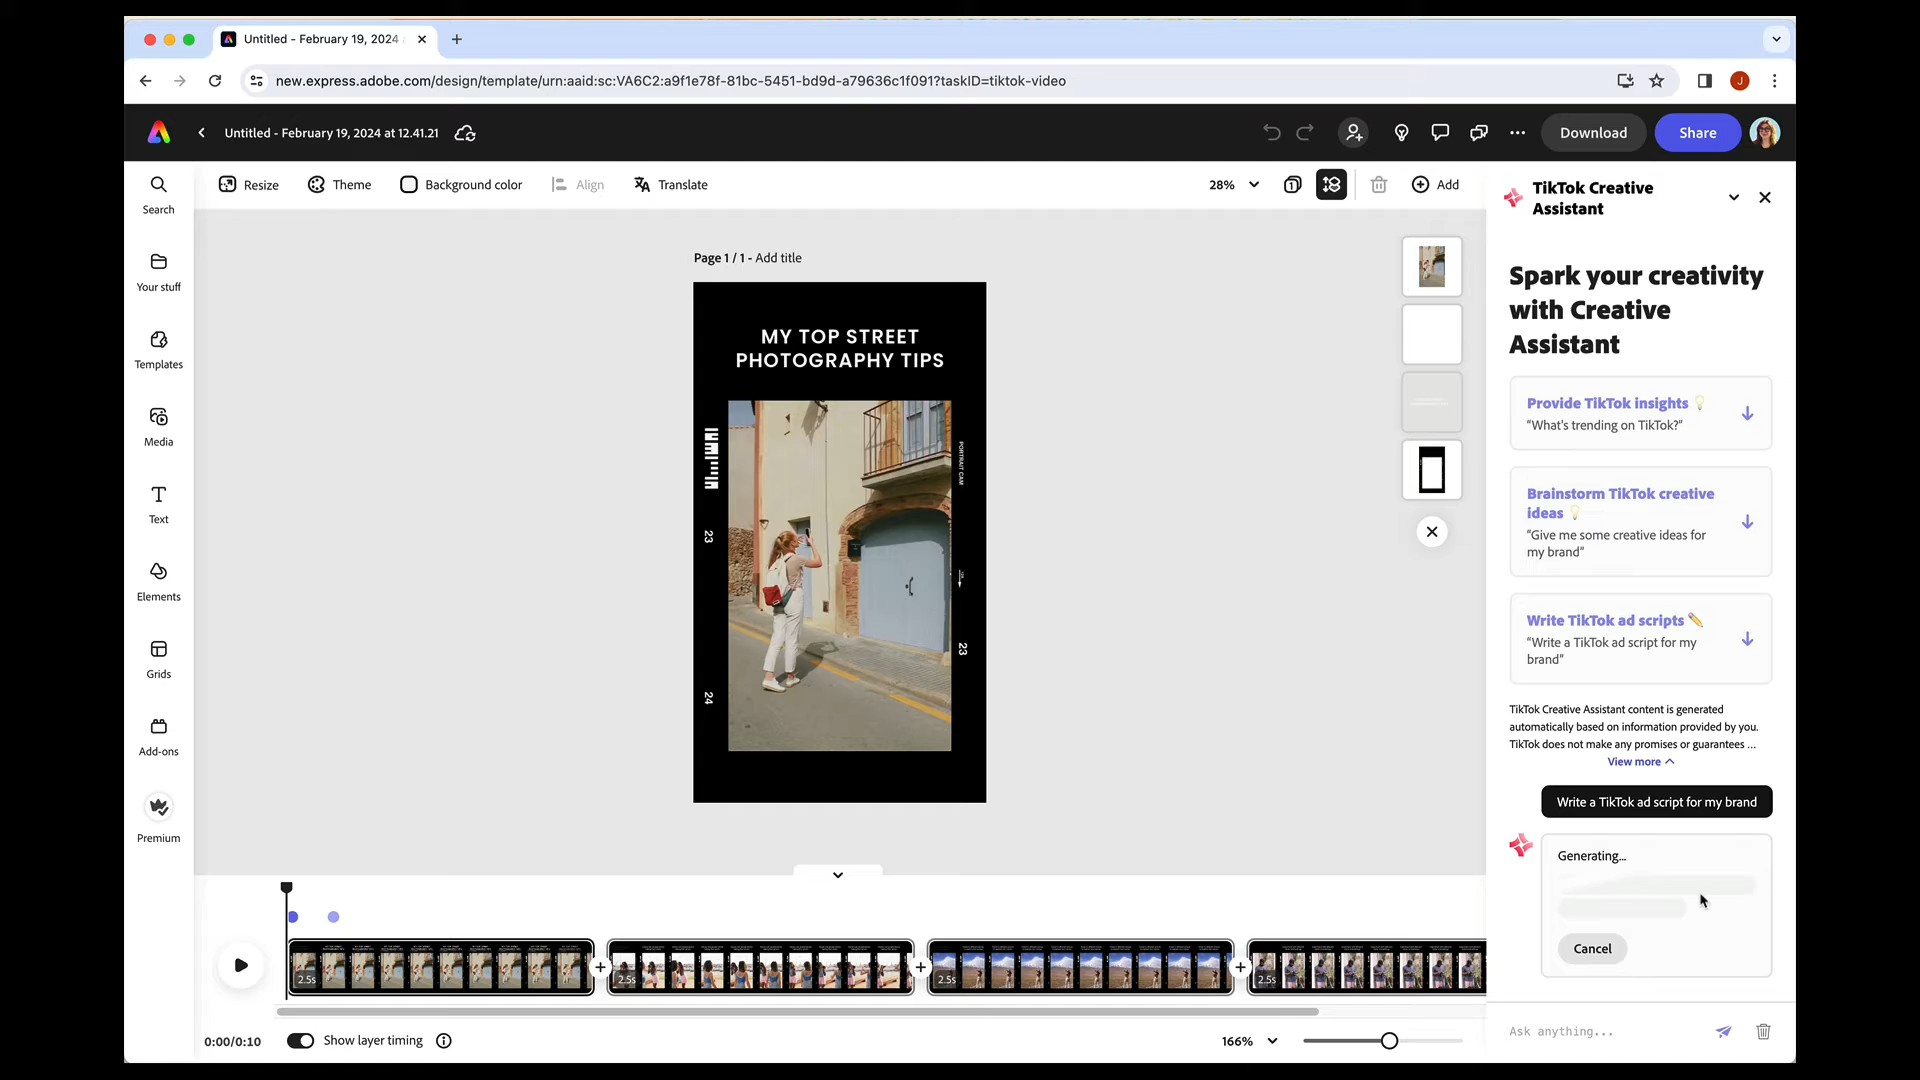 Untitled - February 19, 2024
new.express.adobe.com/design/template/urn:aaid:sc:VA6C2:a9f1e78f-81bc-5451-bd9d-a79636c1f091?taskID=tiktok-video
J
Untitled - February 19, 2024 at 12.41.21
Download
Share
Search
Your stuff
Templates
Media
Text
Elements
Grids
Add-ons
Premium
Resize
Theme
Background color
Align
Translate
28%
1
Add
Page 1 / 1 - Add title
MY TOP STREET
PHOTOGRAPHY TIPS
PORTRAIT CAM
23
23
24
TikTok Creative
Assistant
Spark your creativity
with Creative
Assistant
Provide TikTok insights
"What's trending on TikTok?"
Brainstorm TikTok creative
ideas
"Give me some creative ideas for
my brand"
Write TikTok ad scripts
"Write a TikTok ad script for my
brand"
TikTok Creative Assistant content is generated
automatically based on information provided by you.
TikTok does not make any promises or guarantees ...
View more
Write a TikTok ad script for my brand
Generating...
Cancel
Ask anything...
2.5s
2.5s
2.5s
2.5s
0:00/0:10
Show layer timing
166%